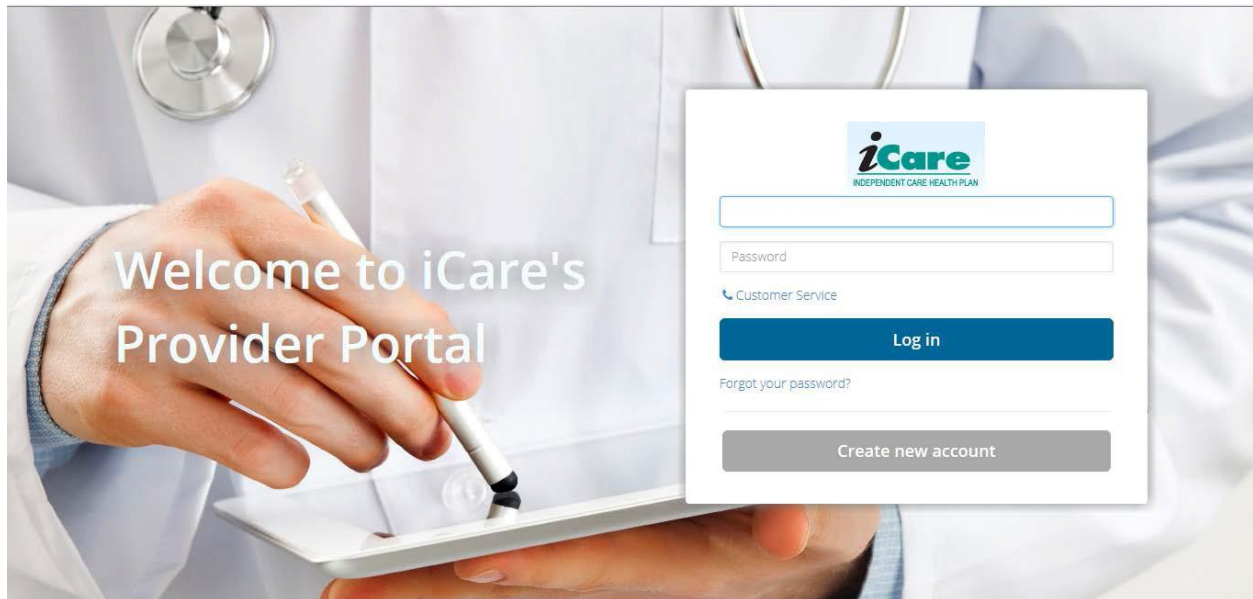 iCare
INDEPENDENT CARE HEALTH PLAN
Welcome to iCare's
Provider Portal
Password
Customer Service
Log in
Forgot your password?
Create new account